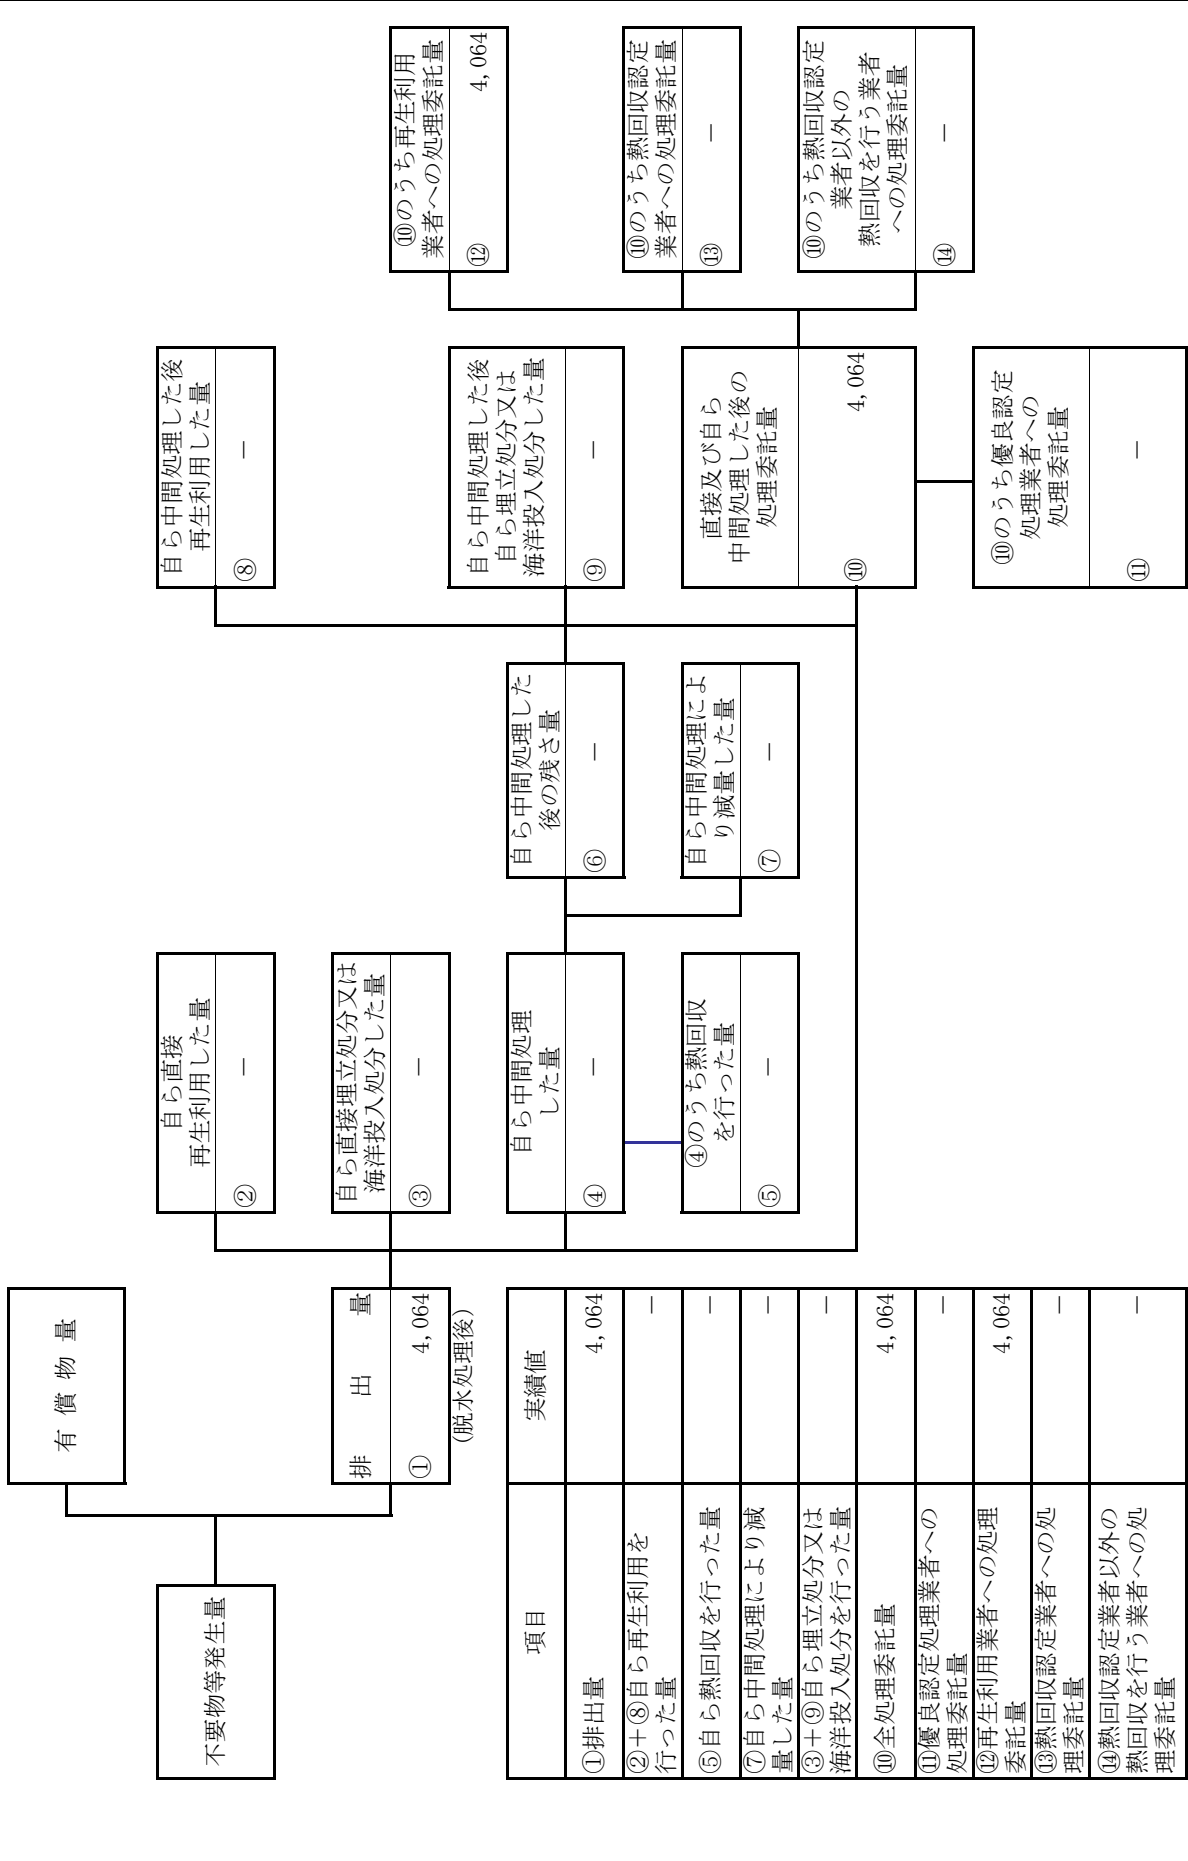 有償物量
不要物等発生量
排出量
① 4,064
(脱水処理後)
自ら直接
再生利用した量
② －
自ら直接埋立処分又は
海洋投入処分した量
③ －
自ら中間処理
した量
④ －
④のうち熱回収
を行った量
⑤ －
自ら中間処理した
後の残さ量
⑥ －
自ら中間処理によ
り減量した量
⑦ －
自ら中間処理した後
再生利用した量
⑧ －
自ら中間処理した後
自ら埋立処分又は
海洋投入処分した量
⑨ －
直接及び自ら
中間処理した後の
処理委託量
⑩ 4,064
⑩のうち優良認定
処理業者への
処理委託量
⑪ －
⑩のうち再生利用
業者への処理委託量
⑫ 4,064
⑩のうち熱回収認定
業者への処理委託量
⑬ －
⑩のうち熱回収認定
業者以外の
熱回収を行う業者
への処理委託量
⑭ －
項目 実績値
①排出量 4,064
②＋⑧自ら再生利用を
行った量 －
⑤自ら熱回収を行った量 －
⑦自ら中間処理により減
量した量 －
③＋⑨自ら埋立処分又は
海洋投入処分を行った量 －
⑩全処理委託量 4,064
⑪優良認定処理業者への
処理委託量 －
⑫再生利用業者への処理
委託量 4,064
⑬熱回収認定業者への処
理委託量 －
⑭熱回収認定業者以外の
熱回収を行う業者への処
理委託量 －